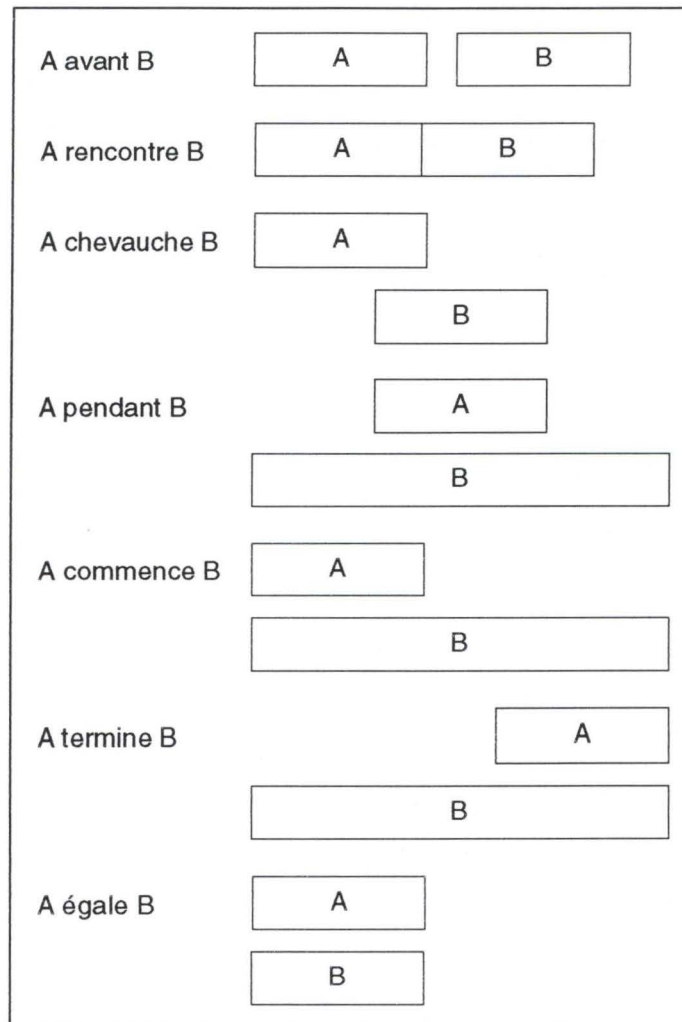 A avant B A B
A rencontre B A B
A chevauche B A
B
A pendant B A
B
A commence B A
B
A termine B A
B
A égale B A
B